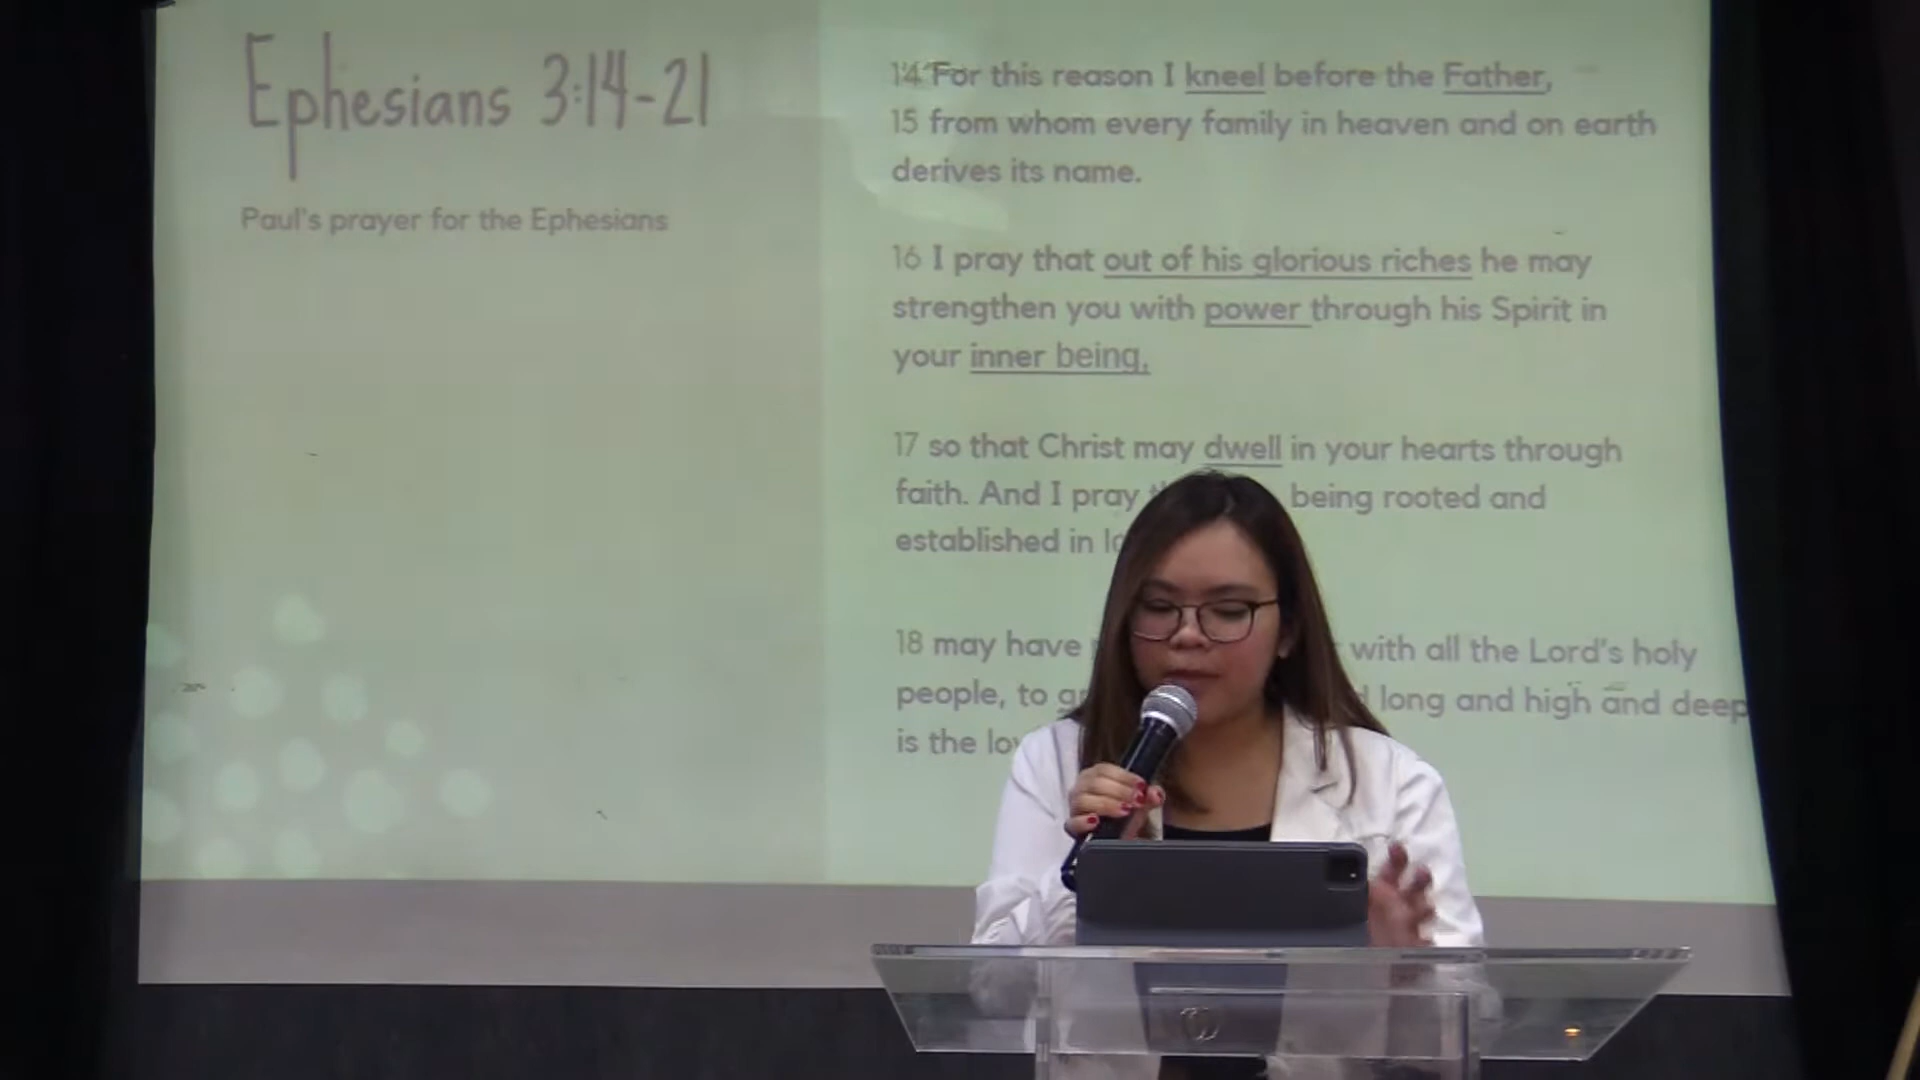 Ephesians 3:14-21
Paul's prayer for the Ephesians
14 For this reason I kneel before the Father,
15 from whom every family in heaven and on earth
derives its name.
16 I pray that out of his glorious riches he may
strengthen you with power through his Spirit in
your inner being,
17 so that Christ may dwell in your hearts through
faith. And I pray being rooted and
established in
18 may have with all the Lord's holy
people, to long and high and deep
is the